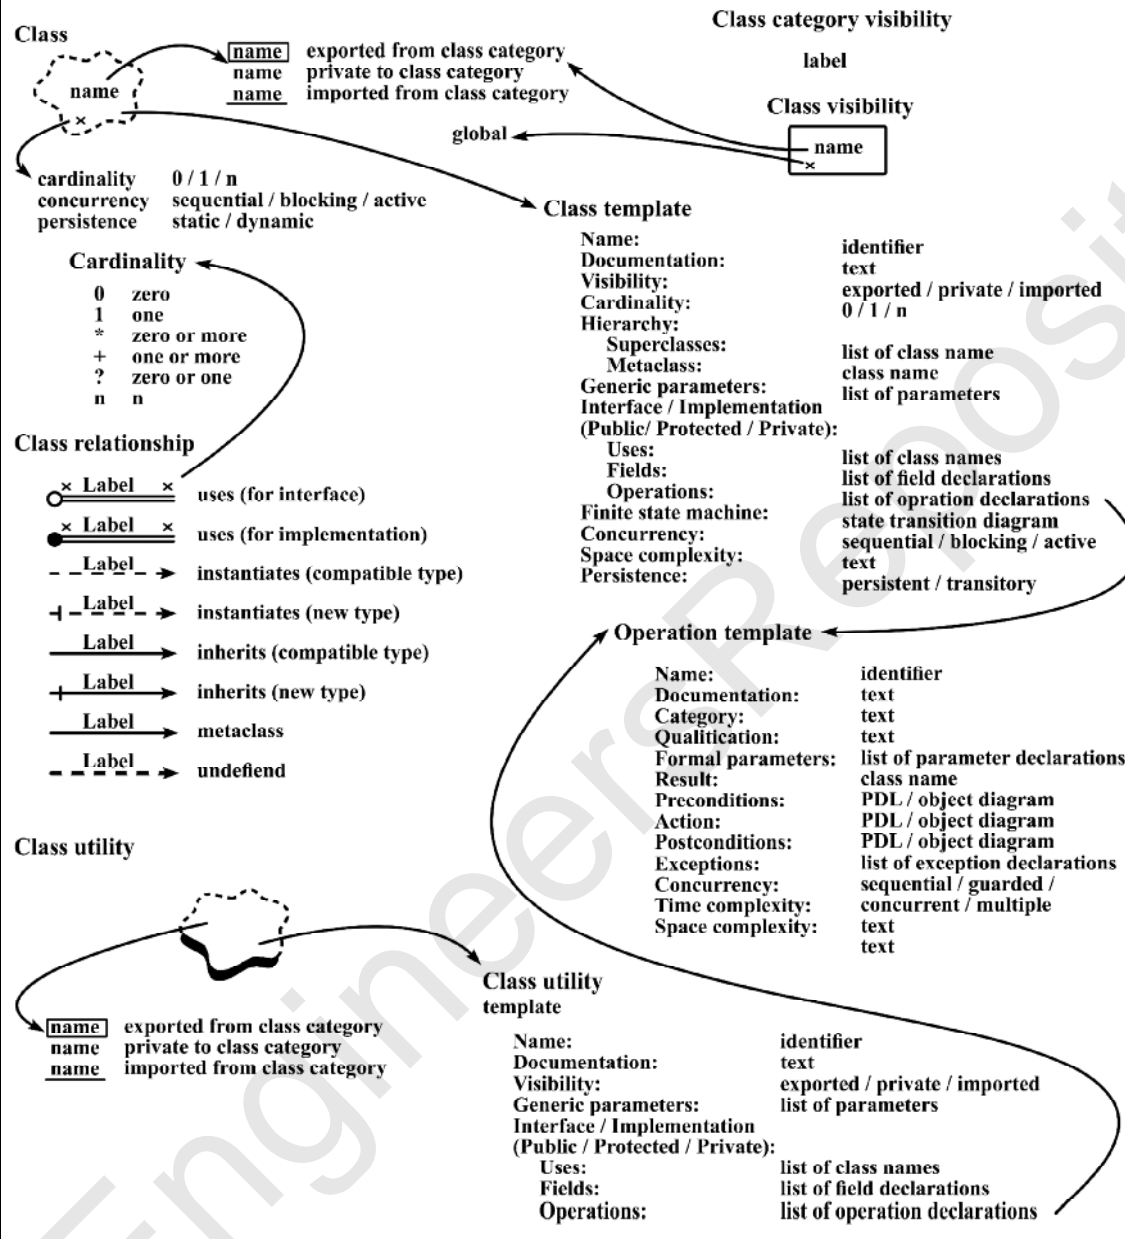 Class
name
×
name exported from class category
name private to class category
name imported from class category
Class category visibility
label
Class visibility
name
×
global
cardinality 0 / 1 / n
concurrency sequential / blocking / active
persistence static / dynamic
Cardinality
0 zero
1 one
* zero or more
+ one or more
? zero or one
n n
Class relationship
× Label × uses (for interface)
× Label × uses (for implementation)
Label instantiates (compatible type)
Label instantiates (new type)
Label inherits (compatible type)
Label inherits (new type)
Label metaclass
Label undefiend
Class template
Name: identifier
Documentation: text
Visibility: exported / private / imported
Cardinality: 0 / 1 / n
Hierarchy:
Superclasses: list of class name
Metaclass: class name
Generic parameters: list of parameters
Interface / Implementation
(Public/ Protected / Private):
Uses: list of class names
Fields: list of field declarations
Operations: list of opration declarations
Finite state machine: state transition diagram
Concurrency: sequential / blocking / active
Space complexity: text
Persistence: persistent / transitory
Operation template
Name: identifier
Documentation: text
Category: text
Qualitication: text
Formal parameters: list of parameter declarations
Result: class name
Preconditions: PDL / object diagram
Action: PDL / object diagram
Postconditions: PDL / object diagram
Exceptions: list of exception declarations
Concurrency: sequential / guarded /
Time complexity: concurrent / multiple
Space complexity: text
text
Class utility
name exported from class category
name private to class category
name imported from class category
Class utility
template
Name: identifier
Documentation: text
Visibility: exported / private / imported
Generic parameters: list of parameters
Interface / Implementation
(Public / Protected / Private):
Uses: list of class names
Fields: list of field declarations
Operations: list of operation declarations
EngineersReposit